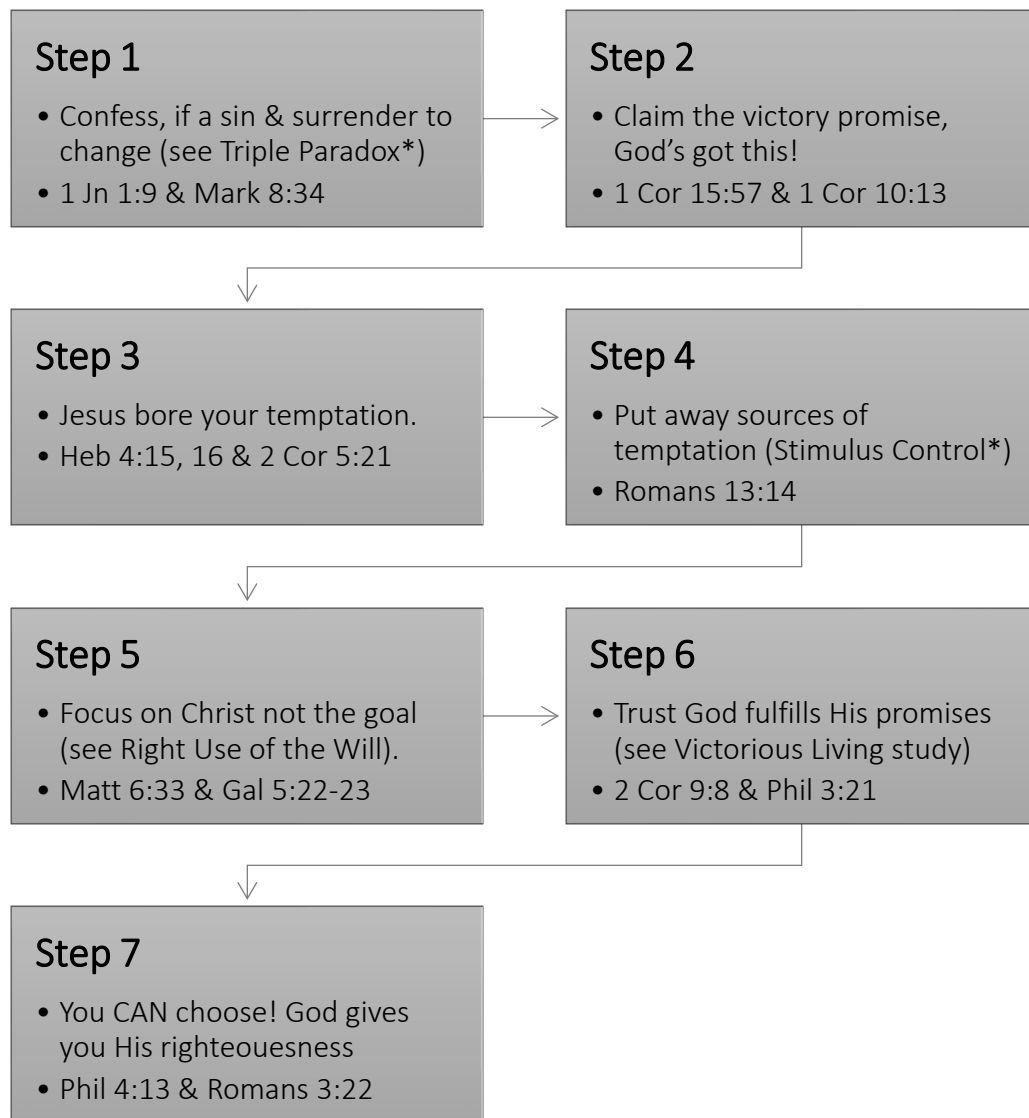 Step 1
• Confess, if a sin & surrender to
change (see Triple Paradox*)
• 1 Jn 1:9 & Mark 8:34
Step 2
• Claim the victory promise,
God’s got this!
• 1 Cor 15:57 & 1 Cor 10:13
Step 3
• Jesus bore your temptation.
• Heb 4:15, 16 & 2 Cor 5:21
Step 4
• Put away sources of
temptation (Stimulus Control*)
• Romans 13:14
Step 5
• Focus on Christ not the goal
(see Right Use of the Will).
• Matt 6:33 & Gal 5:22-23
Step 6
• Trust God fulfills His promises
(see Victorious Living study)
• 2 Cor 9:8 & Phil 3:21
Step 7
• You CAN choose! God gives
you His righteouesness
• Phil 4:13 & Romans 3:22